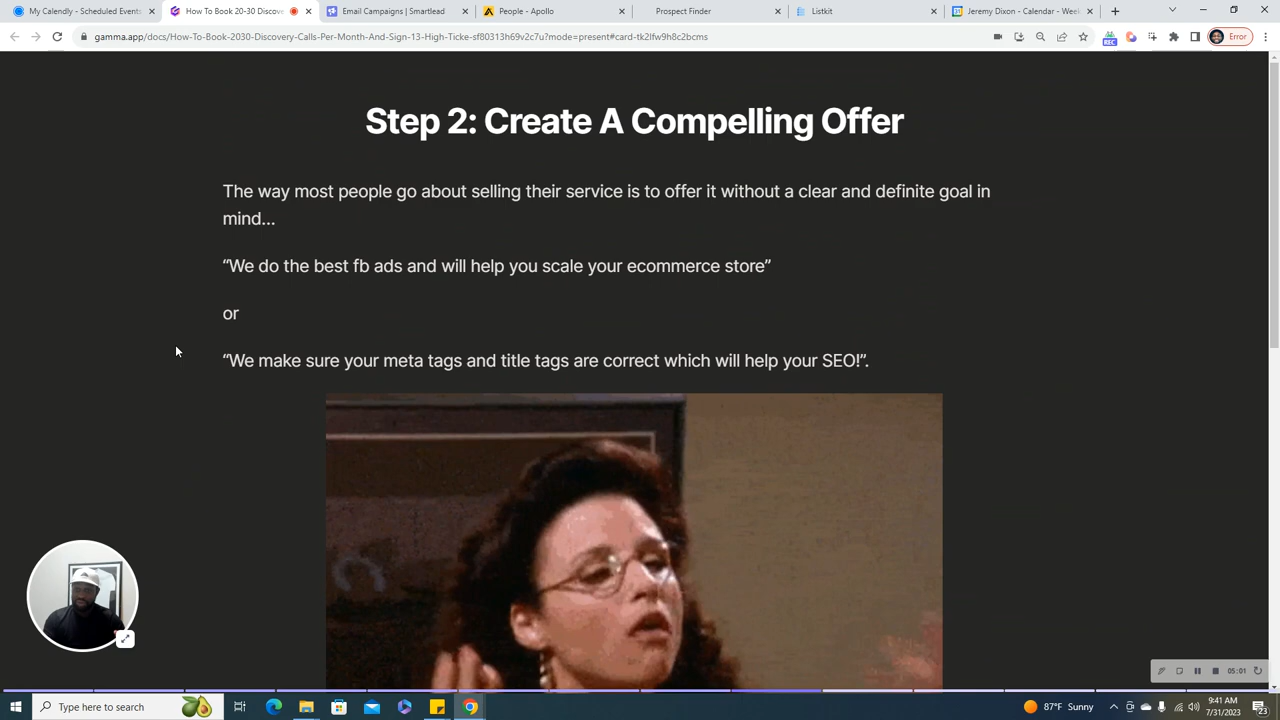 My Calendly - Scheduled Events
How To Book 20-30 Discov
Email Campaigns | Smartlead
People - Apollo
Prospect Finder
Listkit
Jeremy Dixon - Calendar - Wee
gamma.app/docs/How-To-Book-2030-Discovery-Calls-Per-Month-And-Sign-13-High-Ticke-sf80313h69v2c7u?mode=present#card-tk2lfw9h8c2bcms
REC
Error
Step 2: Create A Compelling Offer
The way most people go about selling their service is to offer it without a clear and definite goal in
mind...
“We do the best fb ads and will help you scale your ecommerce store”
or
“We make sure your meta tags and title tags are correct which will help your SEO!”.
05:01
Type here to search
87°F Sunny
9:41 AM
7/31/2023
23